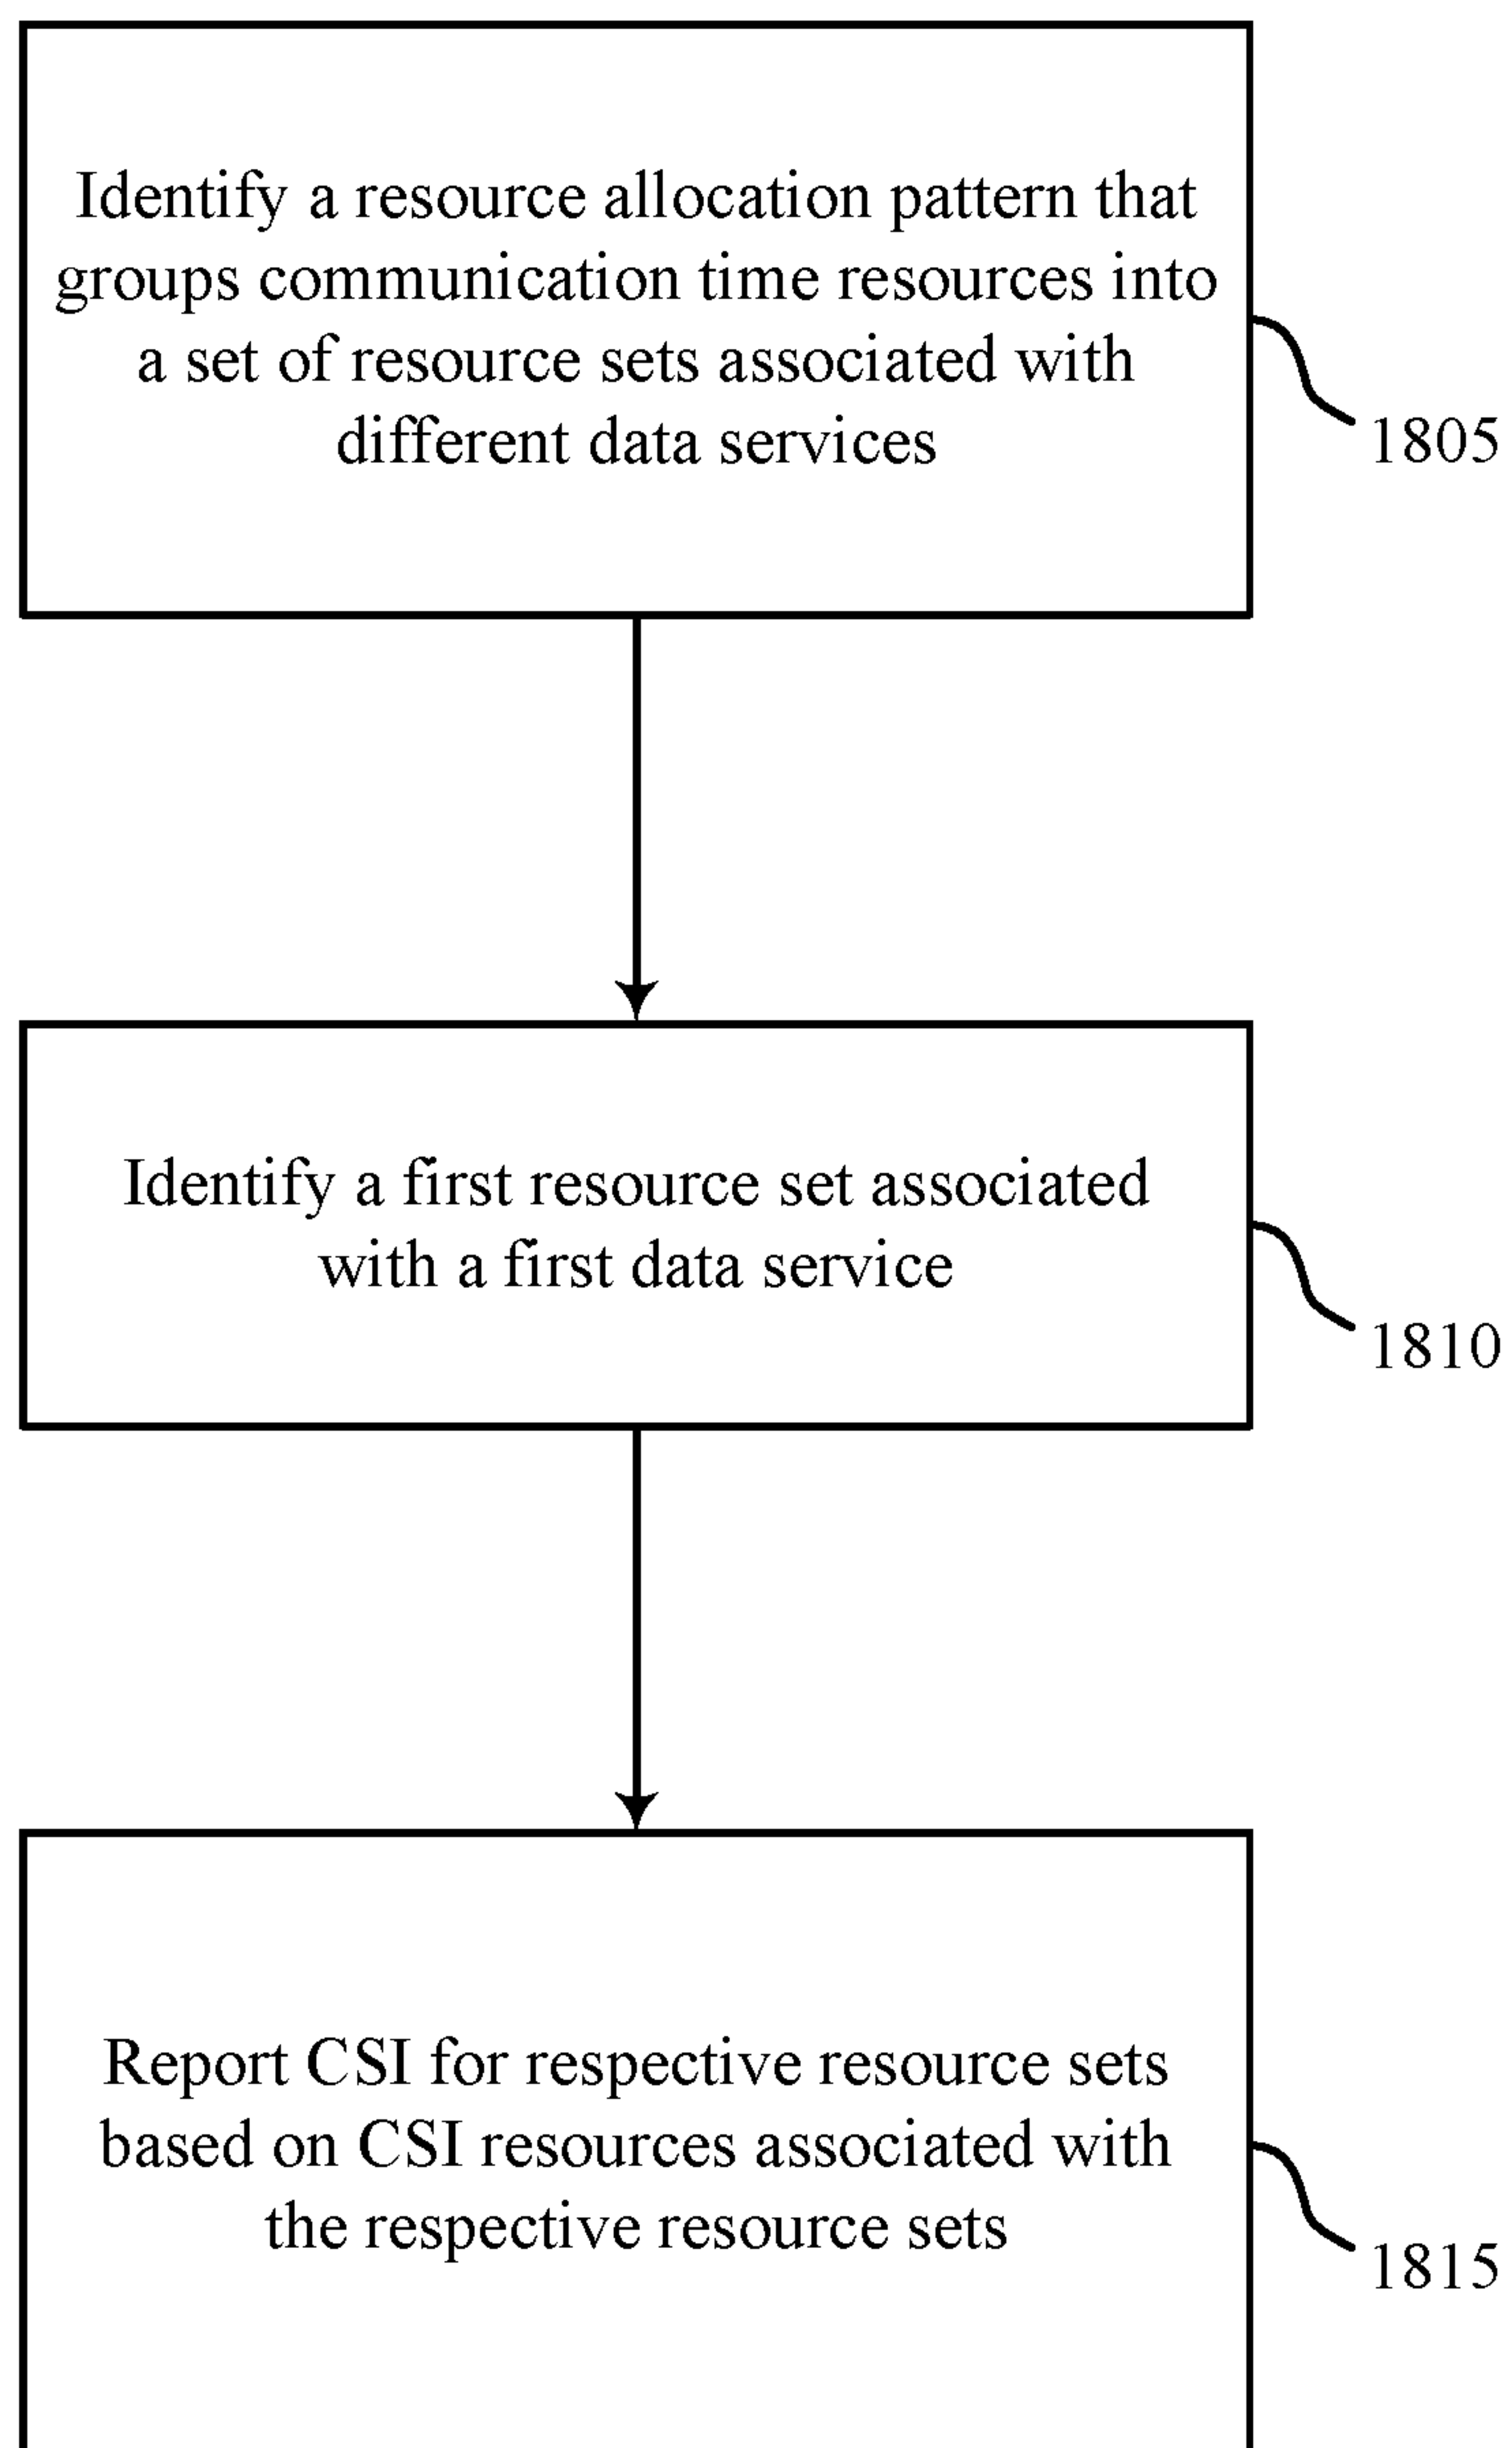 Identify a resource allocation pattern that
groups communication time resources into
a set of resource sets associated with
different data services
1805
Identify a first resource set associated
with a first data service
1810
Report CSI for respective resource sets
based on CSI resources associated with
the respective resource sets
1815